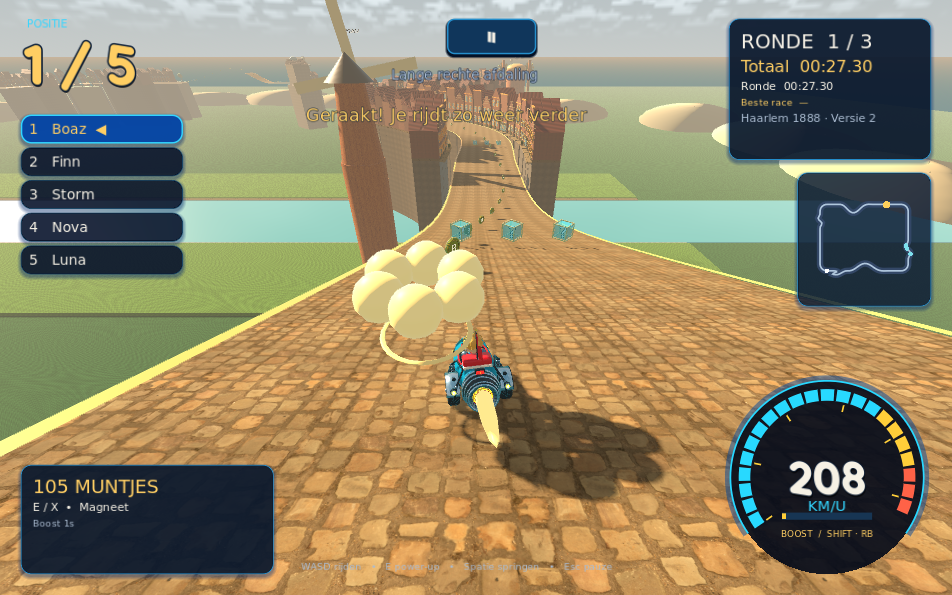 POSITIE
1/5
1 Boaz ◀
2 Finn
3 Storm
4 Nova
5 Luna
Lange rechte afdaling
Geraakt! Je rijdt zo weer verder
RONDE 1 / 3
Totaal 00:27.30
Ronde 00:27.30
Beste race —
Haarlem 1888 · Versie 2
105 MUNTJES
E / X • Magneet
Boost 1s
208
KM/U
BOOST / SHIFT · RB